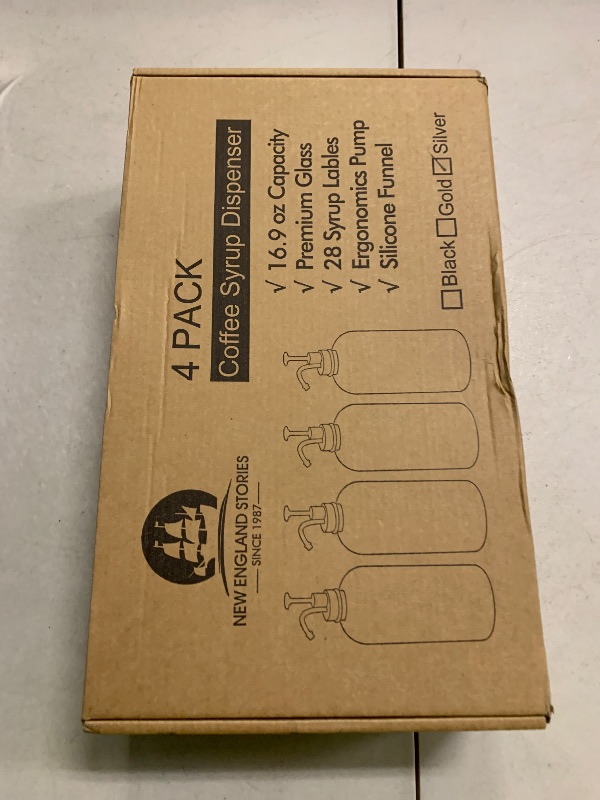 4 PACK
Coffee Syrup Dispenser
√ 16.9 oz Capacity
√ Premium Glass
√ 28 Syrup Lables
√ Ergonomics Pump
√ Silicone Funnel
☐Black☐Gold☑Silver
NEW ENGLAND STORIES
SINCE 1987